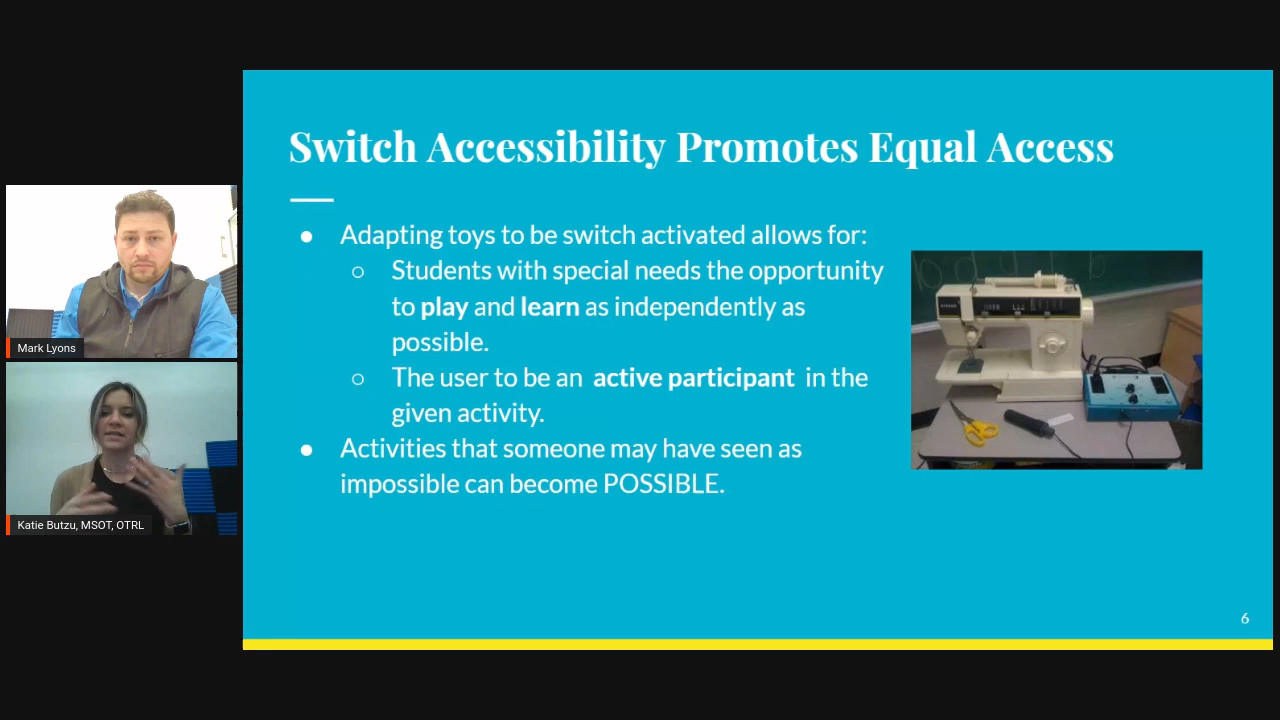 Switch Accessibility Promotes Equal Access
● Adapting toys to be switch activated allows for:
○ Students with special needs the opportunity
to play and learn as independently as
possible.
○ The user to be an active participant in the
given activity.
● Activities that someone may have seen as
impossible can become POSSIBLE.
6
Mark Lyons
Katie Butzu, MSOT, OTRL